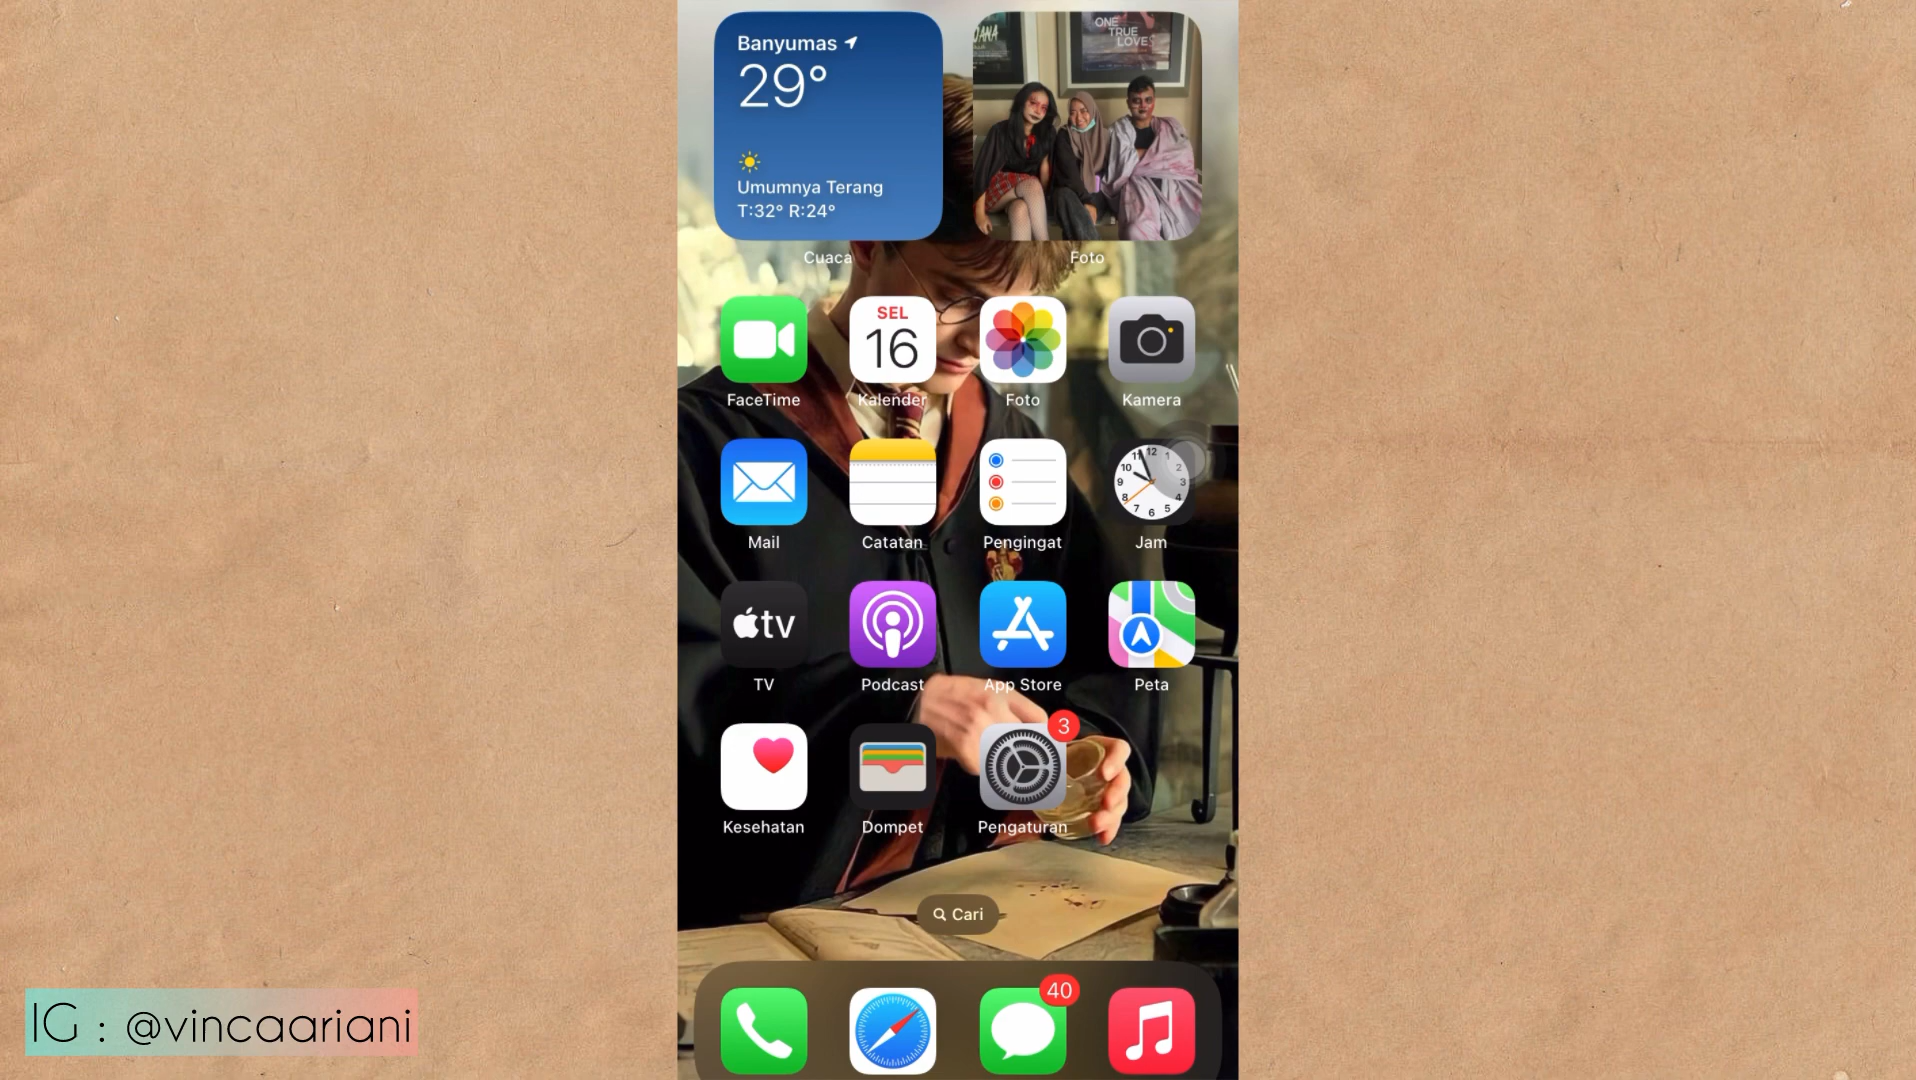 Banyumas
29°
Umumnya Terang
T:32° R:24°
Cuaca
ONE
TRUE
LOVE
Foto
SEL
16
FaceTime
Kalender
Foto
Kamera
12
1
2
3
4
5
6
7
8
9
10
11
Mail
Catatan
Pengingat
Jam
tv
TV
Podcast
App Store
Peta
3
Kesehatan
Dompet
Pengaturan
Cari
40
IG : @vincaariani